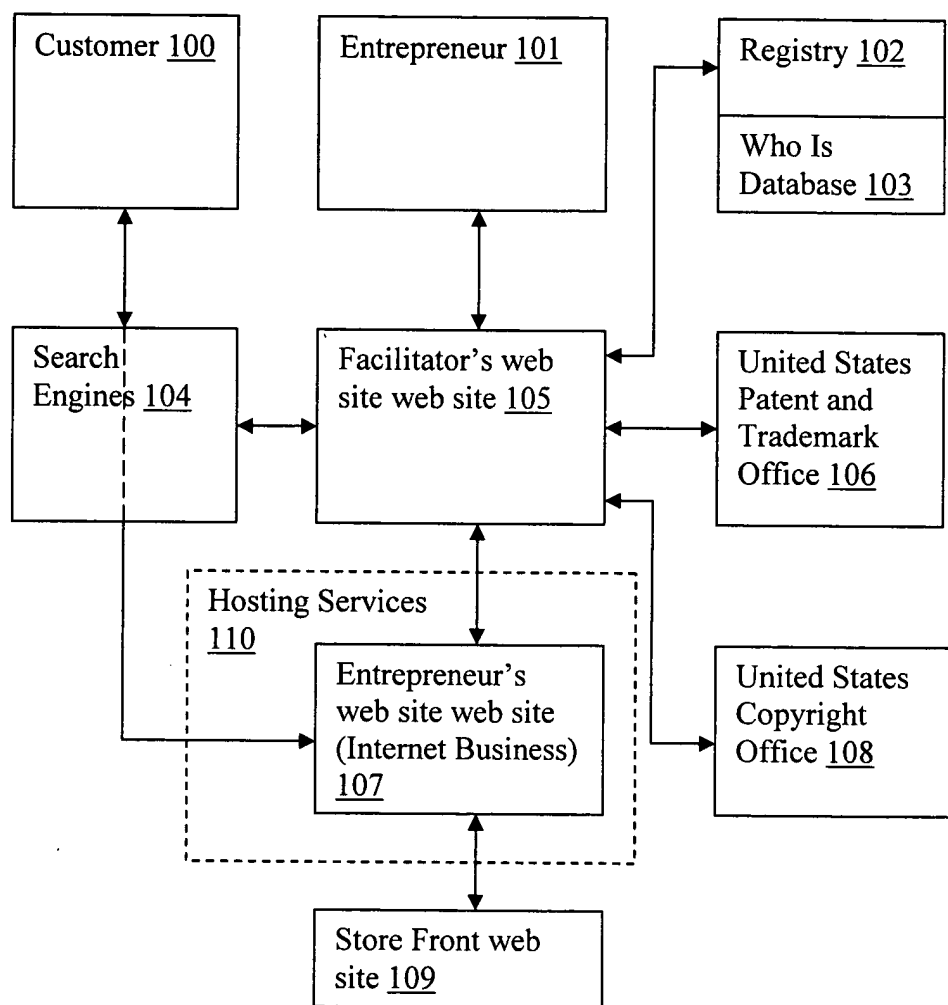 Customer 100
Entrepreneur 101
Registry 102
Who Is
Database 103
Search
Engines 104
Facilitator's web
site web site 105
United States
Patent and
Trademark
Office 106
Hosting Services
110
Entrepreneur's
web site web site
(Internet Business)
107
United States
Copyright
Office 108
Store Front web
site 109